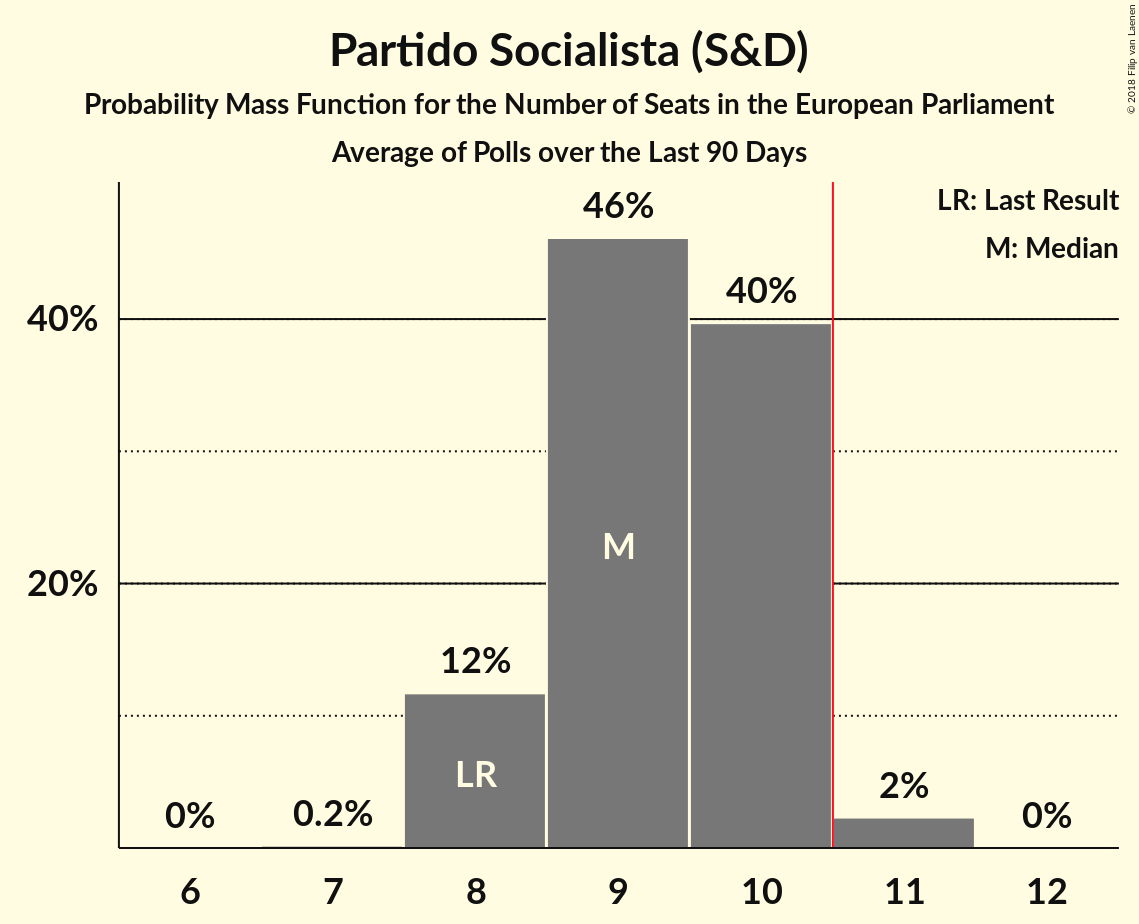 Partido Socialista (S&D)
Probability Mass Function for the Number of Seats in the European Parliament
Average of Polls over the Last 90 Days
© 2018 Filip van Laenen
LR: Last Result
M: Median
46%
40%
40%
M
20%
12%
LR
0%
0.2%
2%
0%
6 7 8 9 10 11 12